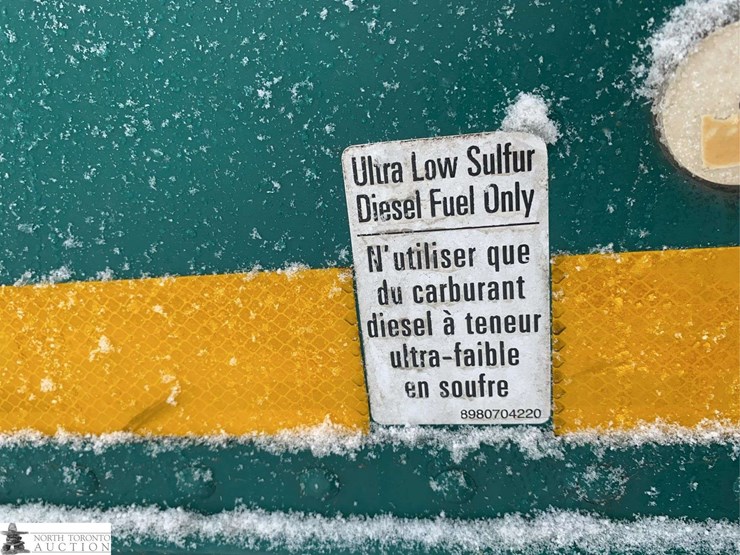 Ultra Low Sulfur
Diesel Fuel Only
N'utiliser que
du carburant
diesel à teneur
ultra-faible
en soufre
8980704220
NORTH TORONTO
AUCTION